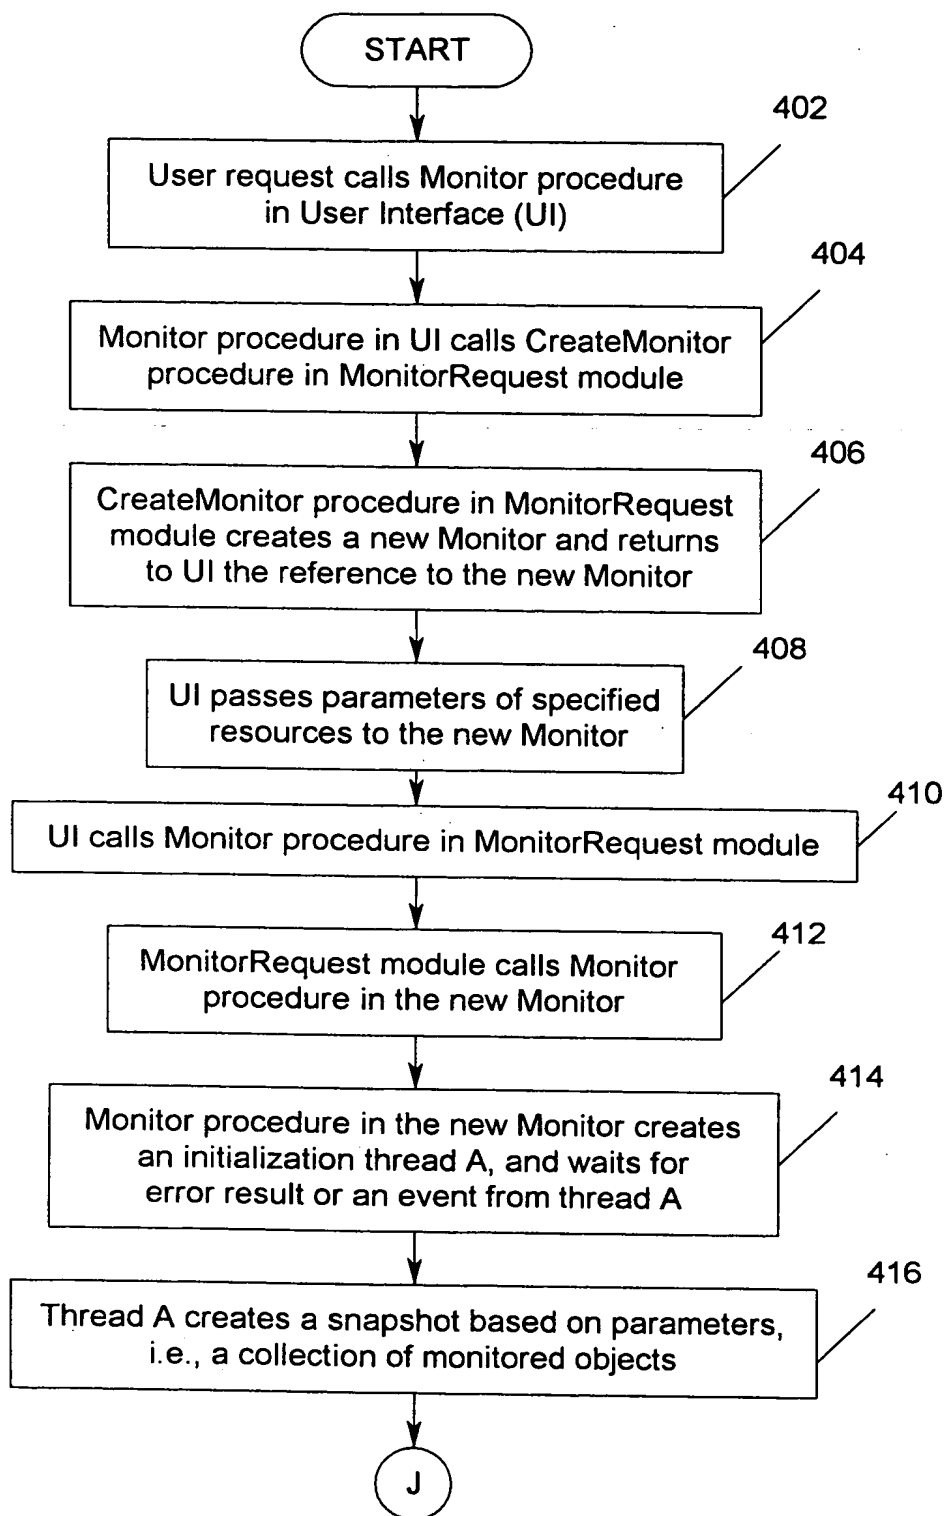 START
402
User request calls Monitor procedure
in User Interface (UI)
404
Monitor procedure in UI calls CreateMonitor
procedure in MonitorRequest module
406
CreateMonitor procedure in MonitorRequest
module creates a new Monitor and returns
to UI the reference to the new Monitor
408
UI passes parameters of specified
resources to the new Monitor
410
UI calls Monitor procedure in MonitorRequest module
412
MonitorRequest module calls Monitor
procedure in the new Monitor
414
Monitor procedure in the new Monitor creates
an initialization thread A, and waits for
error result or an event from thread A
416
Thread A creates a snapshot based on parameters,
i.e., a collection of monitored objects
J